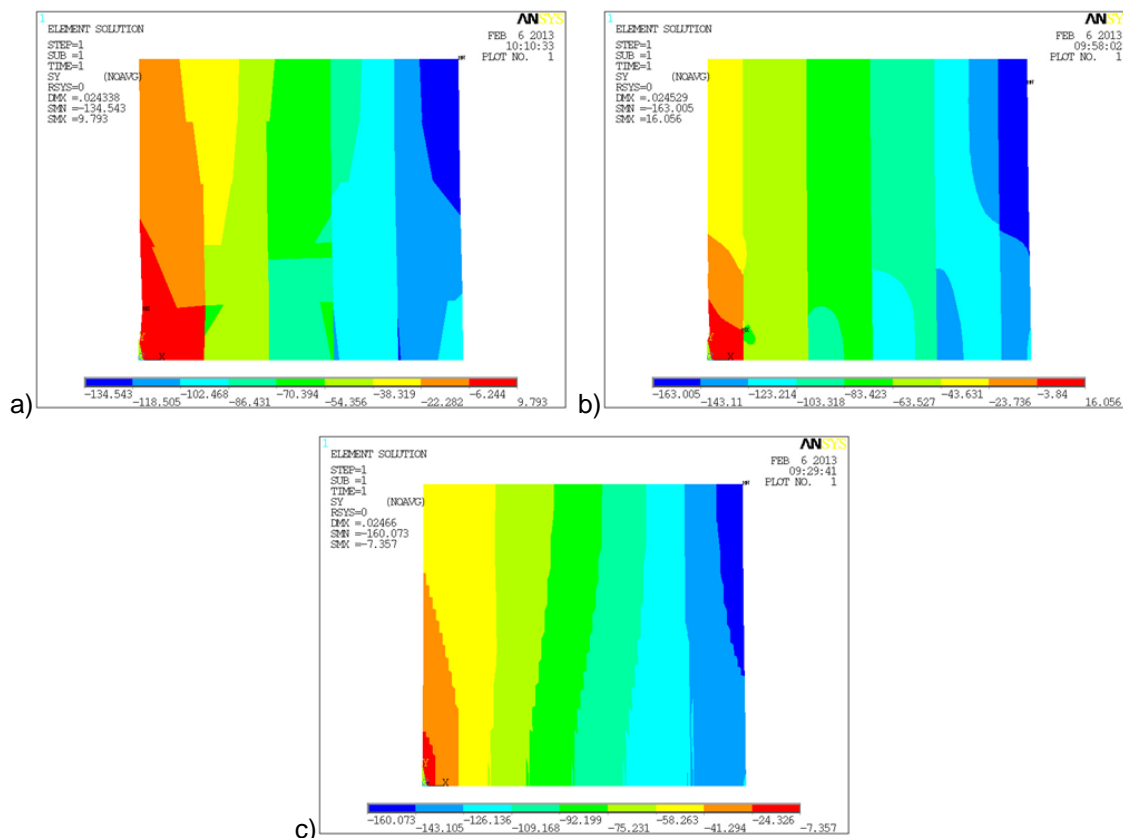 1
ANSYS
ELEMENT SOLUTION
FEB 6 2013
10:10:33
PLOT NO. 1
STEP=1
SUB =1
TIME=1
SY (NOAVG)
RSYS=0
DMX =.024338
SMN =-134.543
SMX =9.793
MX
MN
Y
X
-134.543 -102.468 -70.394 -38.319 -6.244
-118.505 -86.431 -54.356 -22.282 9.793
a)
1
ANSYS
ELEMENT SOLUTION
FEB 6 2013
09:58:02
PLOT NO. 1
STEP=1
SUB =1
TIME=1
SY (NOAVG)
RSYS=0
DMX =.024529
SMN =-163.005
SMX =16.056
Y
X
-163.005 -123.214 -83.423 -43.631 -3.84
-143.11 -103.318 -63.527 -23.736 16.056
b)
1
ANSYS
ELEMENT SOLUTION
FEB 6 2013
09:29:41
PLOT NO. 1
STEP=1
SUB =1
TIME=1
SY (NOAVG)
RSYS=0
DMX =.02466
SMN =-160.073
SMX =-7.357
Y
X
-160.073 -126.136 -92.199 -58.263 -24.326
-143.105 -109.168 -75.231 -41.294 -7.357
c)